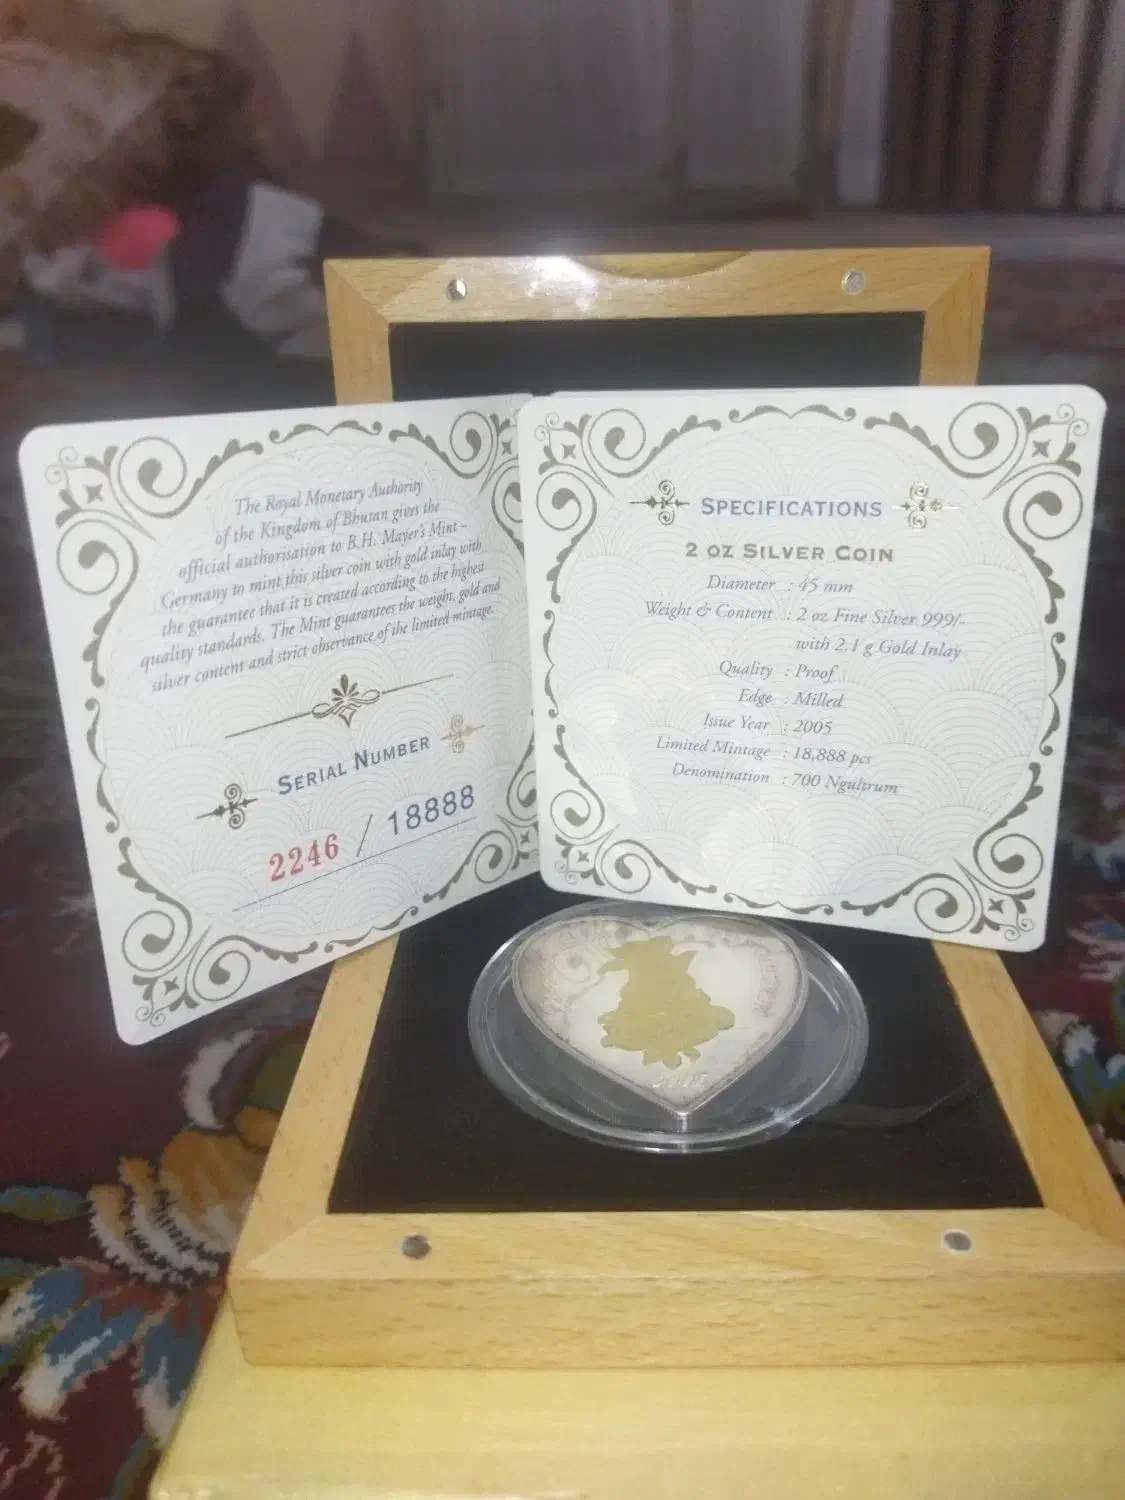 The Royal Monetary Authority
of the Kingdom of Bhutan gives the
official authorisation to B.H. Mayer's Mint –
Germany to mint this silver coin with gold inlay with
the guarantee that it is created according to the highest
quality standards. The Mint guarantees the weight, gold and
silver content and strict observance of the limited mintage.
SERIAL NUMBER
2246 / 18888
SPECIFICATIONS
2 OZ SILVER COIN
Diameter : 45 mm
Weight & Content : 2 oz Fine Silver 999/-
with 2.1 g Gold Inlay
Quality : Proof
Edge : Milled
Issue Year : 2005
Limited Mintage : 18,888 pcs
Denomination : 700 Ngultrum